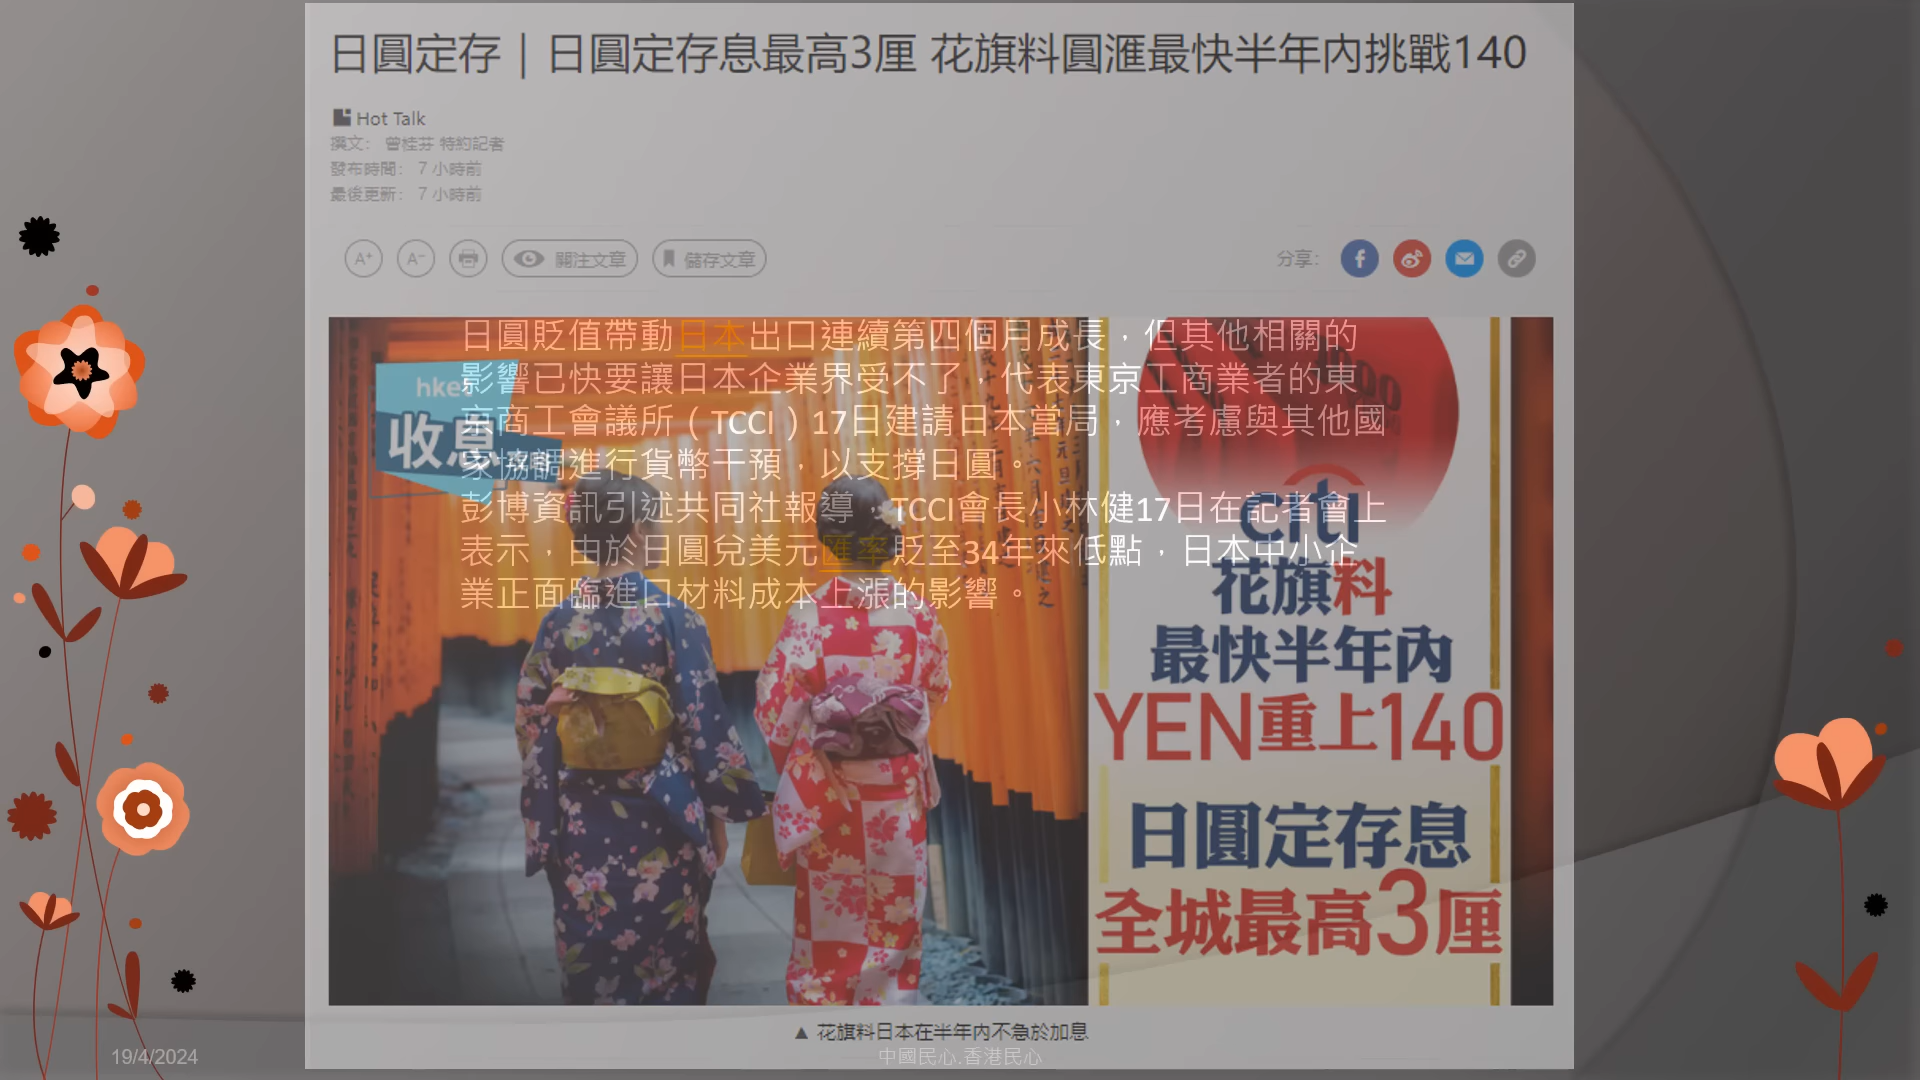 日圓定存｜日圓定存息最高3厘 花旗料圓滙最快半年內挑戰140
Hot Talk
撰文： 曾桂芬 特約記者
發布時間： 7 小時前
最後更新： 7 小時前
A+ A- 關注文章 儲存文章 分享：
日圓貶值帶動日本出口連續第四個月成長，但其他相關的
影響已快要讓日本企業界受不了，代表東京工商業者的東
京商工會議所（TCCI）17日建請日本當局，應考慮與其他國
家協調進行貨幣干預，以支撐日圓。
彭博資訊引述共同社報導，TCCI會長小林健17日在記者會上
表示，由於日圓兌美元匯率貶至34年來低點，日本中小企
業正面臨進口材料成本上漲的影響。
hket
收息
citi
花旗料
最快半年內
YEN重上140
日圓定存息
全城最高3厘
▲ 花旗料日本在半年內不急於加息
19/4/2024
中國民心.香港民心